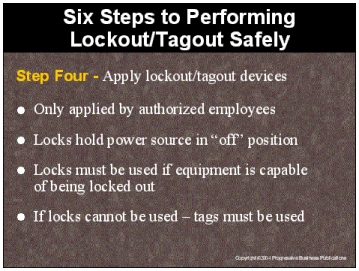 Six Steps to Performing
Lockout/Tagout Safely
Step Four - Apply lockout/tagout devices
● Only applied by authorized employees
● Locks hold power source in “off” position
● Locks must be used if equipment is capable
of being locked out
● If locks cannot be used – tags must be used
Copyright©2004 Progressive Business Publications